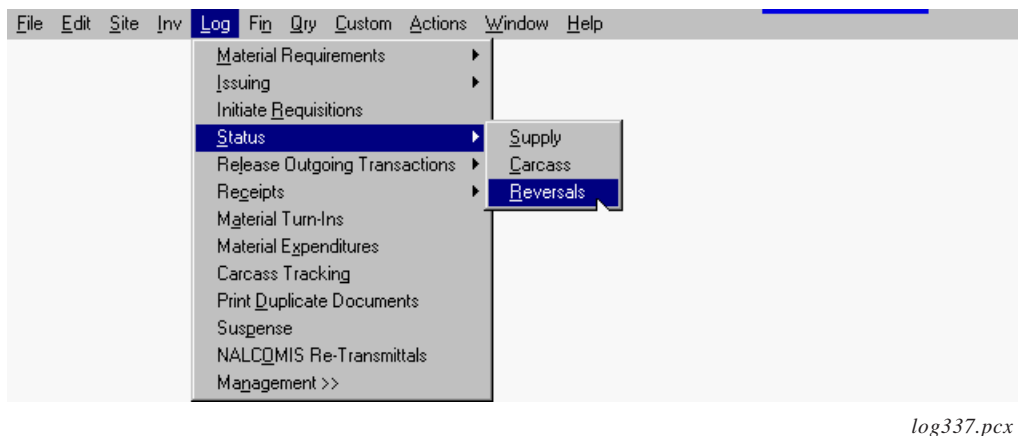 File Edit Site Inv Log Fin Qry Custom Actions Window Help
Material Requirements
Issuing
Initiate Requisitions
Status
Supply
Release Outgoing Transactions
Carcass
Receipts
Reversals
Material Turn-Ins
Material Expenditures
Carcass Tracking
Print Duplicate Documents
Suspense
NALCOMIS Re-Transmittals
Management >>
log337.pcx